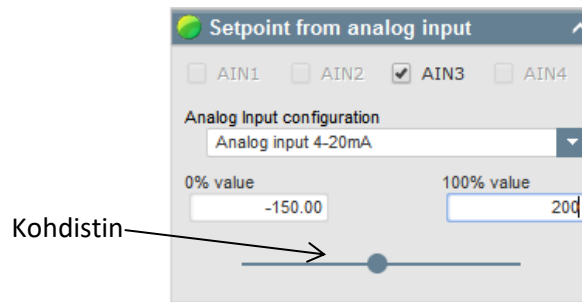 Setpoint from analog input
AIN1 AIN2 AIN3 AIN4
Analog Input configuration
Analog input 4-20mA
0% value 100% value
-150.00 200
Kohdistin